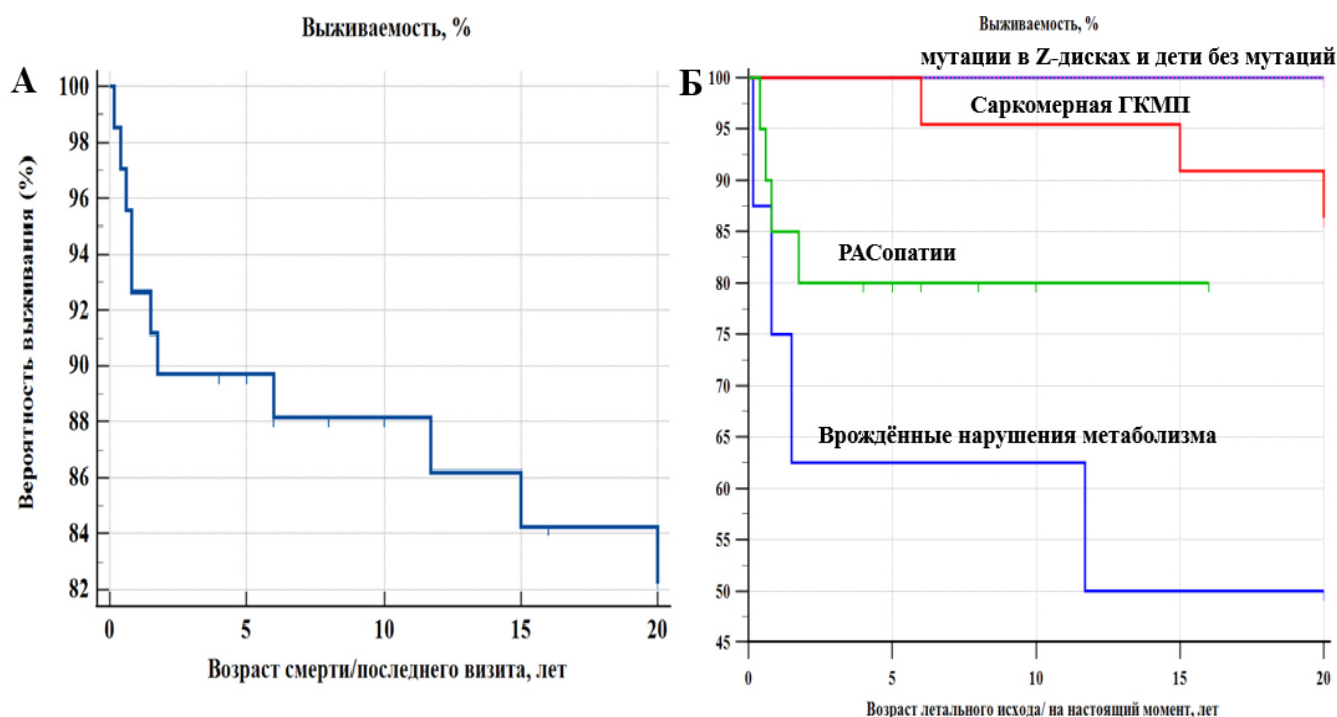 Выживаемость, %
А
Вероятность выживания (%)
100
98
96
94
92
90
88
86
84
82
0
5
10
15
20
Возраст смерти/последнего визита, лет
Выживаемость, %
Б
мутации в Z-дисках и дети без мутаций
Саркомерная ГКМП
РАСопатии
Врождённые нарушения метаболизма
100
95
90
85
80
75
70
65
60
55
50
45
0
5
10
15
20
Возраст летального исхода/ на настоящий момент, лет